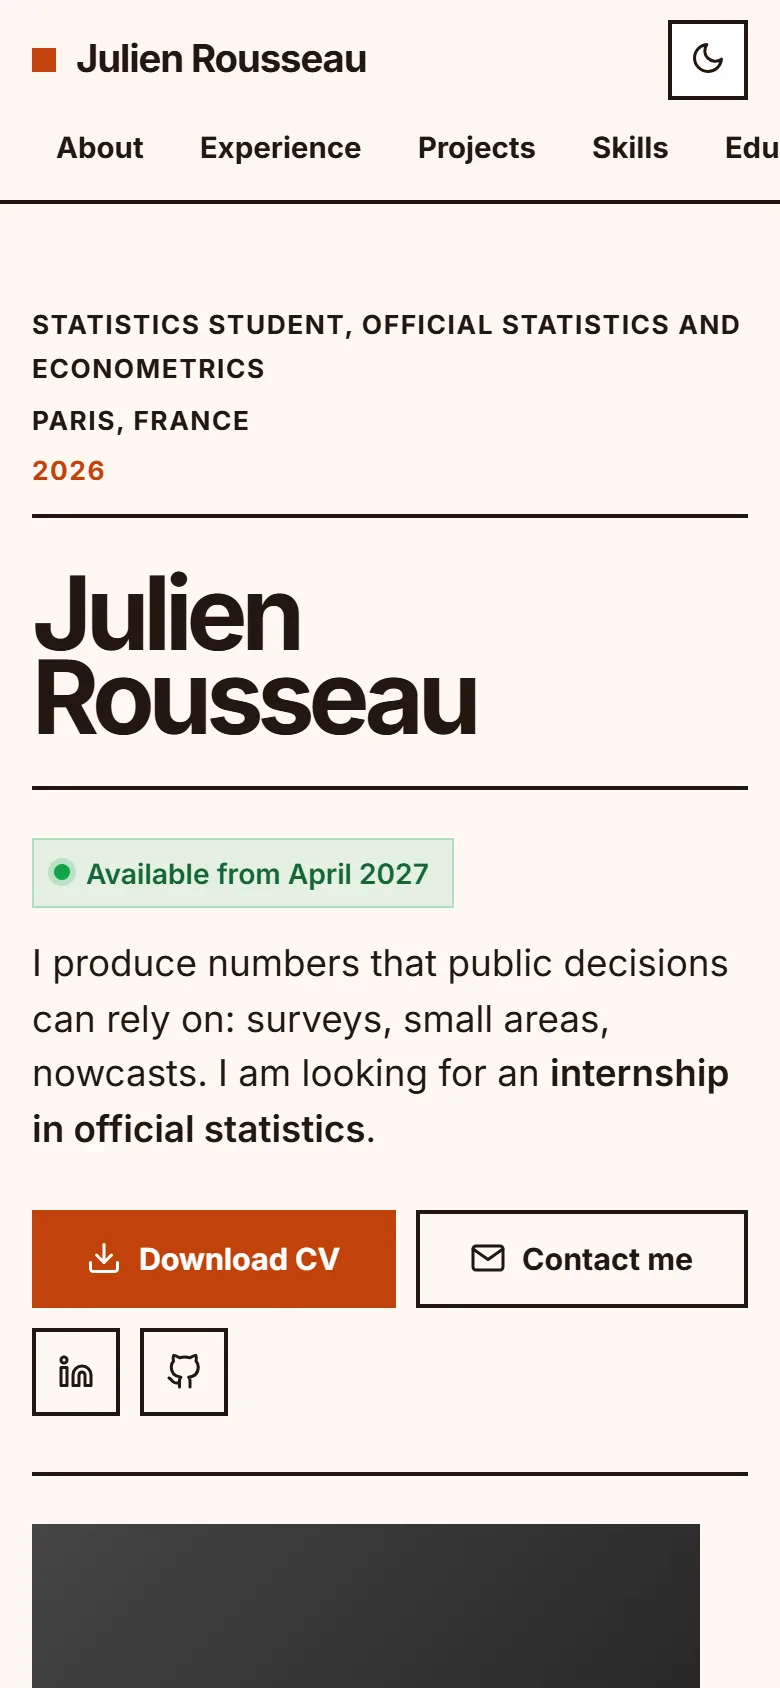 Julien Rousseau
About Experience Projects Skills Edu
STATISTICS STUDENT, OFFICIAL STATISTICS AND
ECONOMETRICS
PARIS, FRANCE
2026
Julien
Rousseau
Available from April 2027
I produce numbers that public decisions
can rely on: surveys, small areas,
nowcasts. I am looking for an internship
in official statistics.
Download CV Contact me